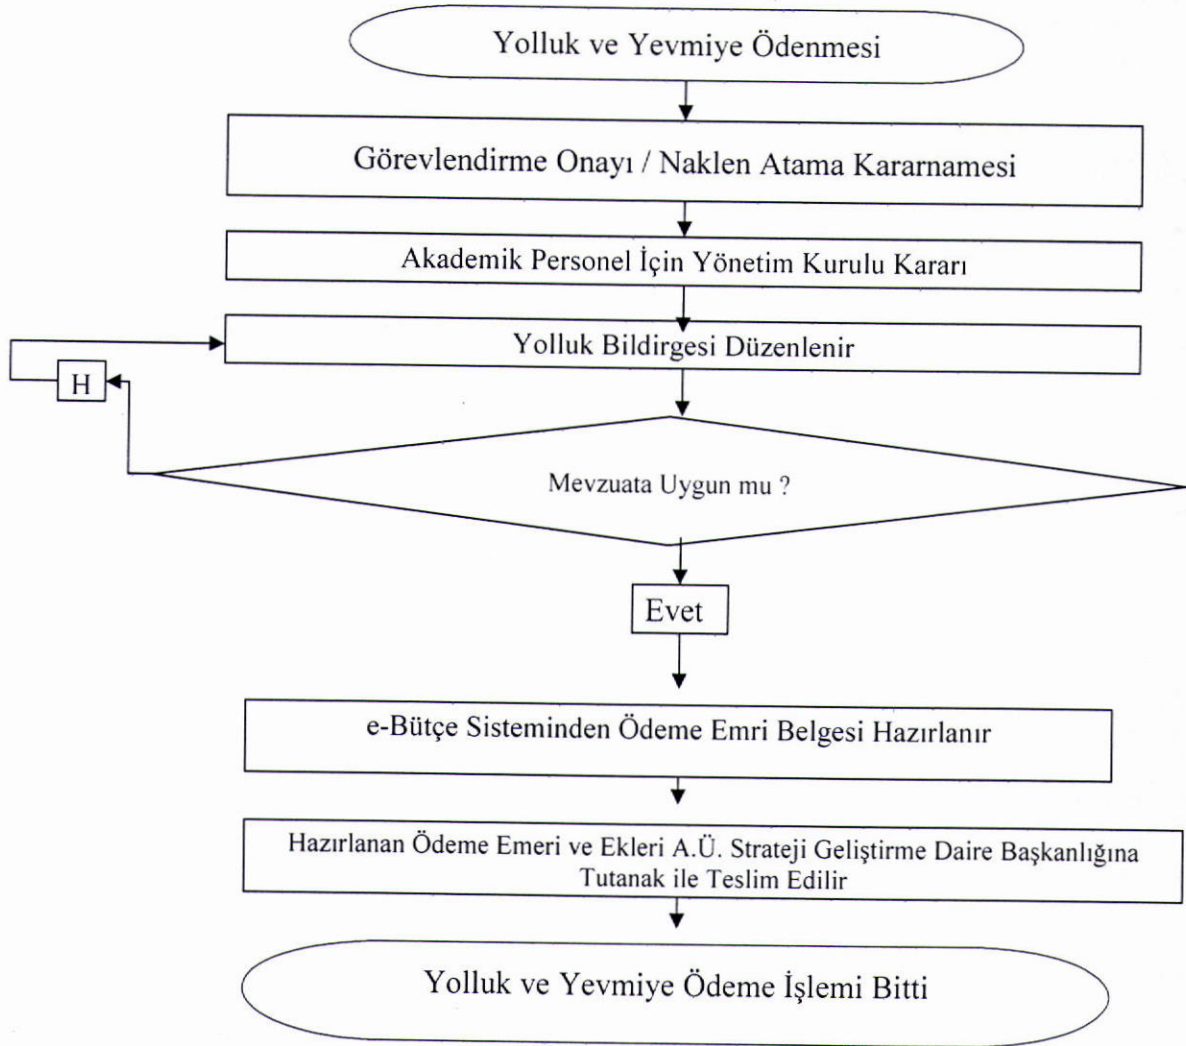 Yolluk ve Yevmiye Ödenmesi
Görevlendirme Onayı / Naklen Atama Kararnamesi
Akademik Personel İçin Yönetim Kurulu Kararı
Yolluk Bildirgesi Düzenlenir
H
Mevzuata Uygun mu ?
Evet
e-Bütçe Sisteminden Ödeme Emri Belgesi Hazırlanır
Hazırlanan Ödeme Emeri ve Ekleri A.Ü. Strateji Geliştirme Daire Başkanlığına
Tutanak ile Teslim Edilir
Yolluk ve Yevmiye Ödeme İşlemi Bitti